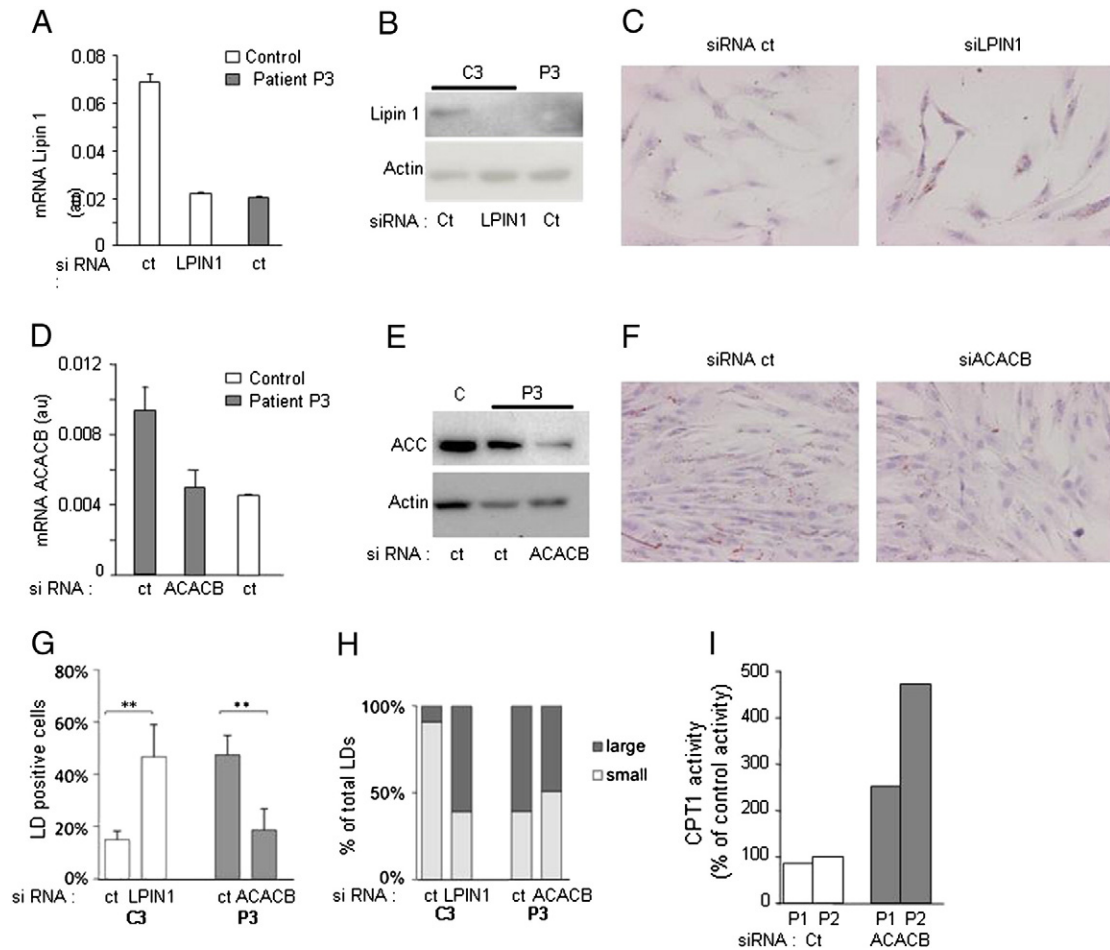 A
mRNA Lipin 1
(au)
0.08
0.06
0.04
0.02
0
Control
Patient P3
si RNA
:
ct LPIN1 ct
B
C3 P3
Lipin 1
Actin
siRNA : Ct LPIN1 Ct
C
siRNA ct siLPIN1
D
mRNA ACACB (au)
0.012
0.008
0.004
0
Control
Patient P3
si RNA : ct ACACB ct
E
C P3
ACC
Actin
si RNA : ct ct ACACB
F
siRNA ct siACACB
G
LD positive cells
80%
60%
40%
20%
0%
** **
si RNA : ct LPIN1 ct ACACB
C3 P3
H
% of total LDs
100%
50%
0%
large
small
si RNA : ct LPIN1 ct ACACB
C3 P3
I
CPT1 activity
(% of control activity)
500
400
300
200
100
0
P1 P2 P1 P2
siRNA : Ct ACACB